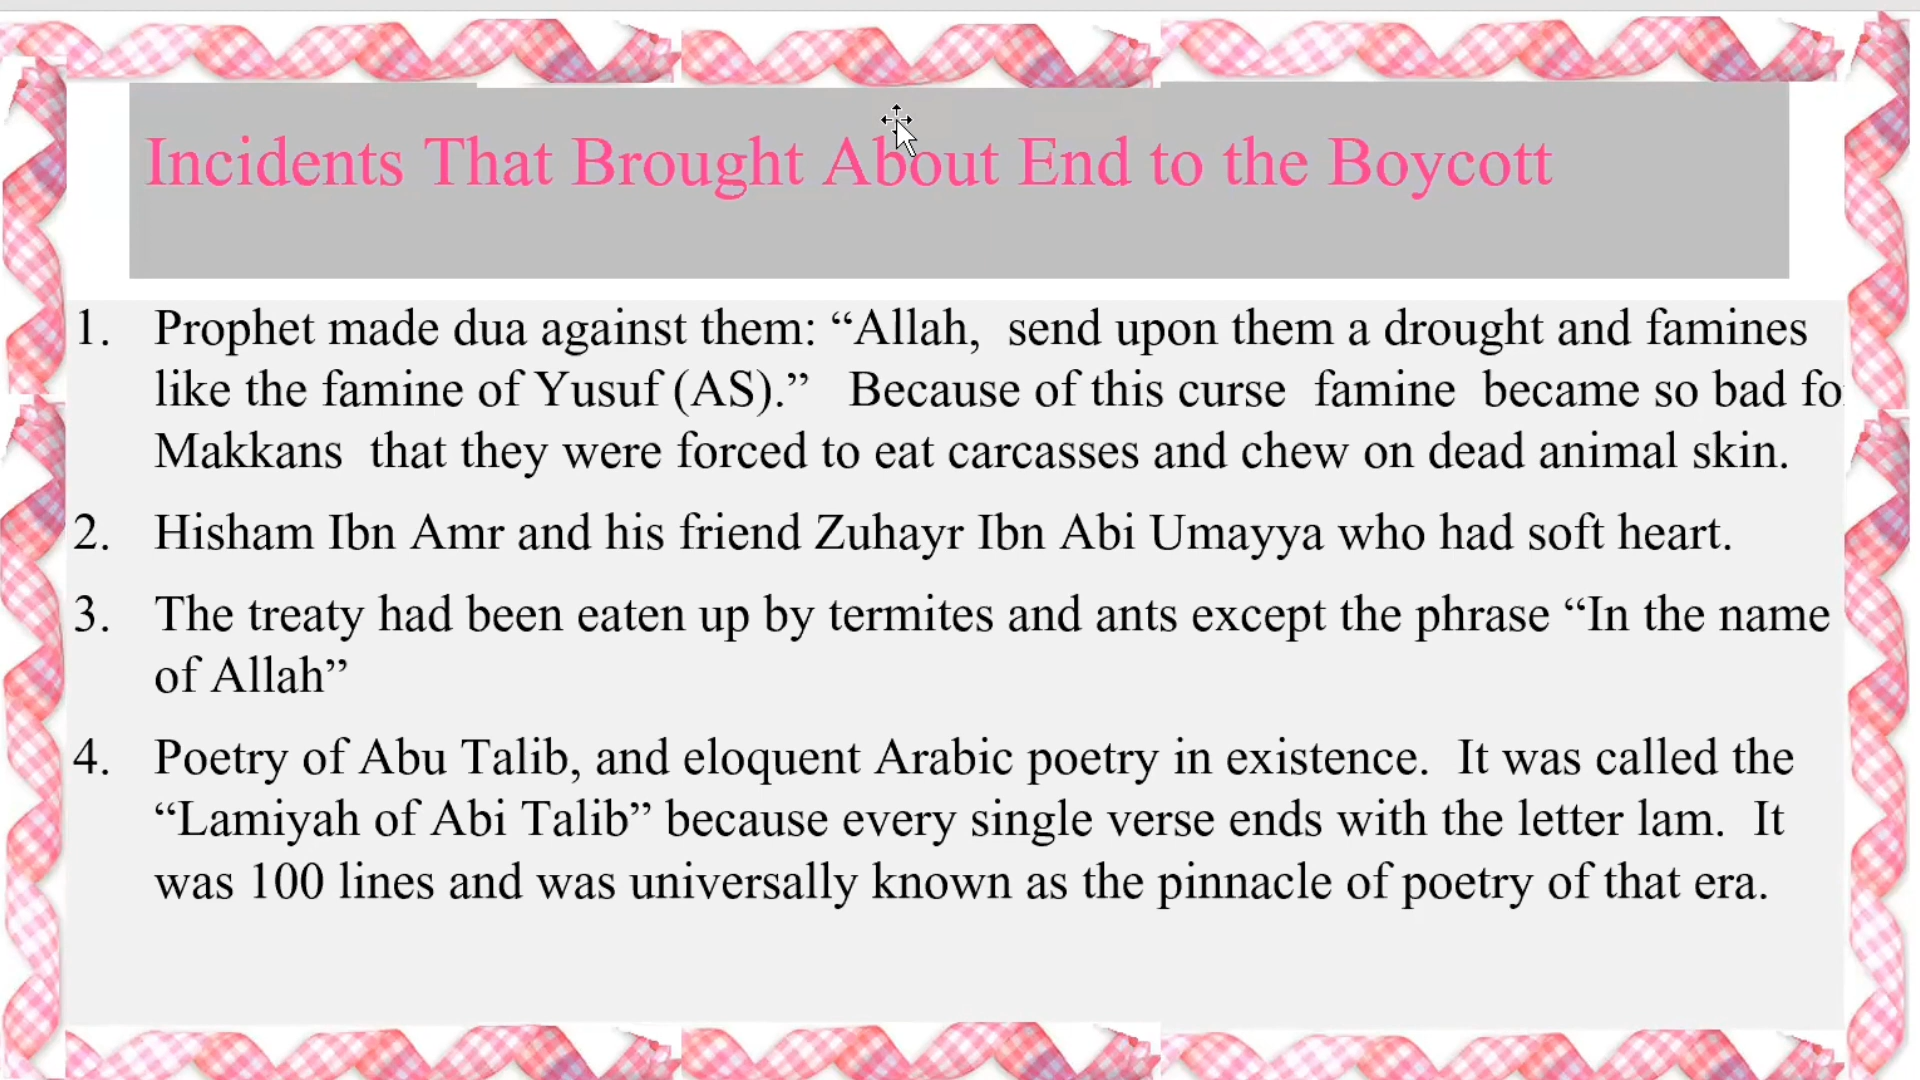 Incidents That Brought About End to the Boycott
1. Prophet made dua against them: “Allah, send upon them a drought and famines
like the famine of Yusuf (AS).” Because of this curse famine became so bad
Makkans that they were forced to eat carcasses and chew on dead animal skin.
2. Hisham Ibn Amr and his friend Zuhayr Ibn Abi Umayya who had soft heart.
3. The treaty had been eaten up by termites and ants except the phrase “In the name
of Allah”
4. Poetry of Abu Talib, and eloquent Arabic poetry in existence. It was called the
“Lamiyah of Abi Talib” because every single verse ends with the letter lam. It
was 100 lines and was universally known as the pinnacle of poetry of that era.